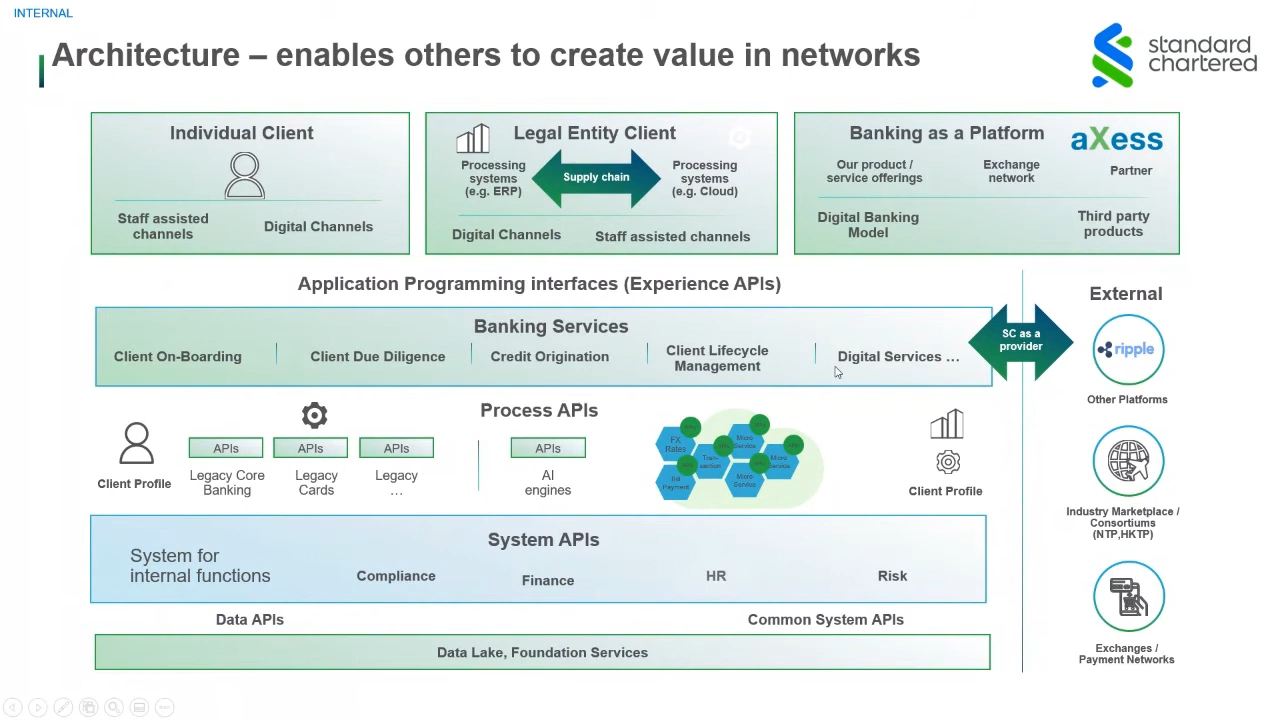 INTERNAL
Architecture – enables others to create value in networks
standard
chartered
Individual Client
Staff assisted
channels
Digital Channels
Legal Entity Client
Processing
systems
(e.g. ERP)
Supply chain
Processing
systems
(e.g. Cloud)
Digital Channels
Staff assisted channels
Banking as a Platform
aXess
Our product /
service offerings
Exchange
network
Partner
Digital Banking
Model
Third party
products
Application Programming interfaces (Experience APIs)
Banking Services
Client On-Boarding
Client Due Diligence
Credit Origination
Client Lifecycle
Management
Digital Services ...
SC as a
provider
External
ripple
Other Platforms
Industry Marketplace /
Consortiums
(NTP,HKTP)
Exchanges /
Payment Networks
Process APIs
Client Profile
APIs
Legacy Core
Banking
APIs
Legacy
Cards
APIs
Legacy
...
APIs
AI
engines
FX
Rates
Tran-
saction
Micro
Service
Micro
Service
Micro
Service
Payment
Client Profile
System APIs
System for
internal functions
Compliance
Finance
HR
Risk
Data APIs
Common System APIs
Data Lake, Foundation Services